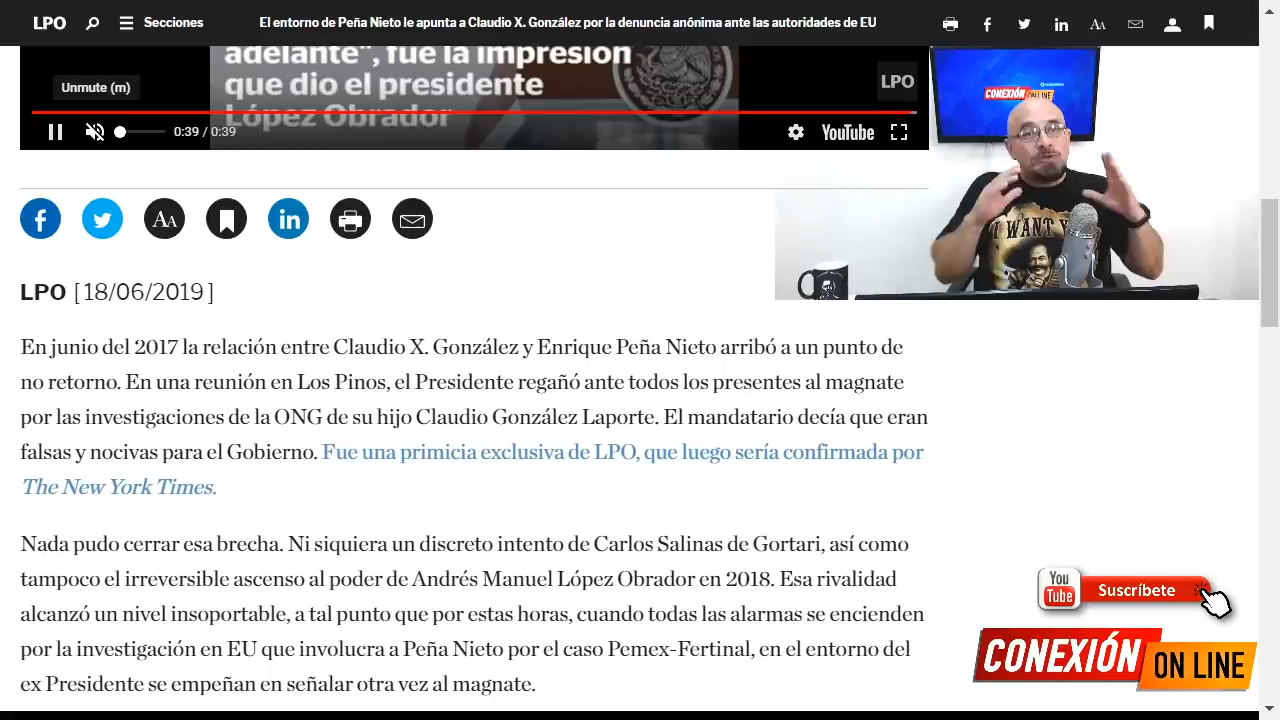 LPO
Secciones
El entorno de Peña Nieto le apunta a Claudio X. González por la denuncia anónima ante las autoridades de EU
AA
adelante", fue la impresión
que dio el presidente
López Obrador
Unmute (m)
LPO
0:39 / 0:39
YouTube
CONEXIÓN
ON LINE
I WANT Y
AA
LPO [18/06/2019]
En junio del 2017 la relación entre Claudio X. González y Enrique Peña Nieto arribó a un punto de
no retorno. En una reunión en Los Pinos, el Presidente regañó ante todos los presentes al magnate
por las investigaciones de la ONG de su hijo Claudio González Laporte. El mandatario decía que eran
falsas y nocivas para el Gobierno. Fue una primicia exclusiva de LPO, que luego sería confirmada por
The New York Times.
Nada pudo cerrar esa brecha. Ni siquiera un discreto intento de Carlos Salinas de Gortari, así como
tampoco el irreversible ascenso al poder de Andrés Manuel López Obrador en 2018. Esa rivalidad
alcanzó un nivel insoportable, a tal punto que por estas horas, cuando todas las alarmas se encienden
por la investigación en EU que involucra a Peña Nieto por el caso Pemex-Fertinal, en el entorno del
ex Presidente se empeñan en señalar otra vez al magnate.
You
Tube
Suscríbete
CONEXIÓN
ON LINE